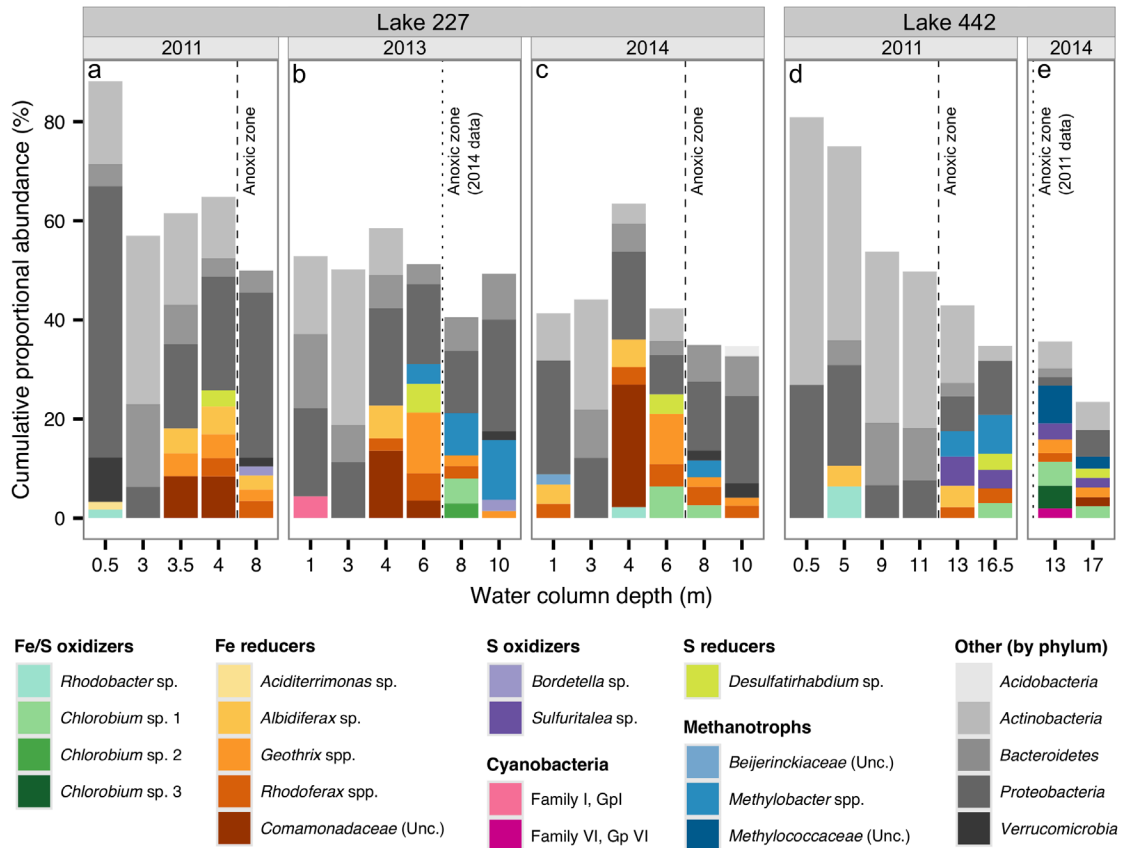 Lake 227
Lake 442
2011
2013
2014
2011
2014
a
b
c
d
e
Anoxic zone
Anoxic zone
(2014 data)
Anoxic zone
Anoxic zone
Anoxic zone
(2011 data)
Cumulative proportional abundance (%)
80
60
40
20
0
0.5 3 3.5 4 8
1 3 4 6 8 10
1 3 4 6 8 10
0.5 5 9 11 13 16.5
13 17
Water column depth (m)
Fe/S oxidizers
Rhodobacter sp.
Chlorobium sp. 1
Chlorobium sp. 2
Chlorobium sp. 3
Fe reducers
Aciditerrimonas sp.
Albidiferax sp.
Geothrix spp.
Rhodoferax spp.
Comamonadaceae (Unc.)
S oxidizers
Bordetella sp.
Sulfuritalea sp.
Cyanobacteria
Family I, GpI
Family VI, Gp VI
S reducers
Desulfatirhabdium sp.
Methanotrophs
Beijerinckiaceae (Unc.)
Methylobacter spp.
Methylococcaceae (Unc.)
Other (by phylum)
Acidobacteria
Actinobacteria
Bacteroidetes
Proteobacteria
Verrucomicrobia